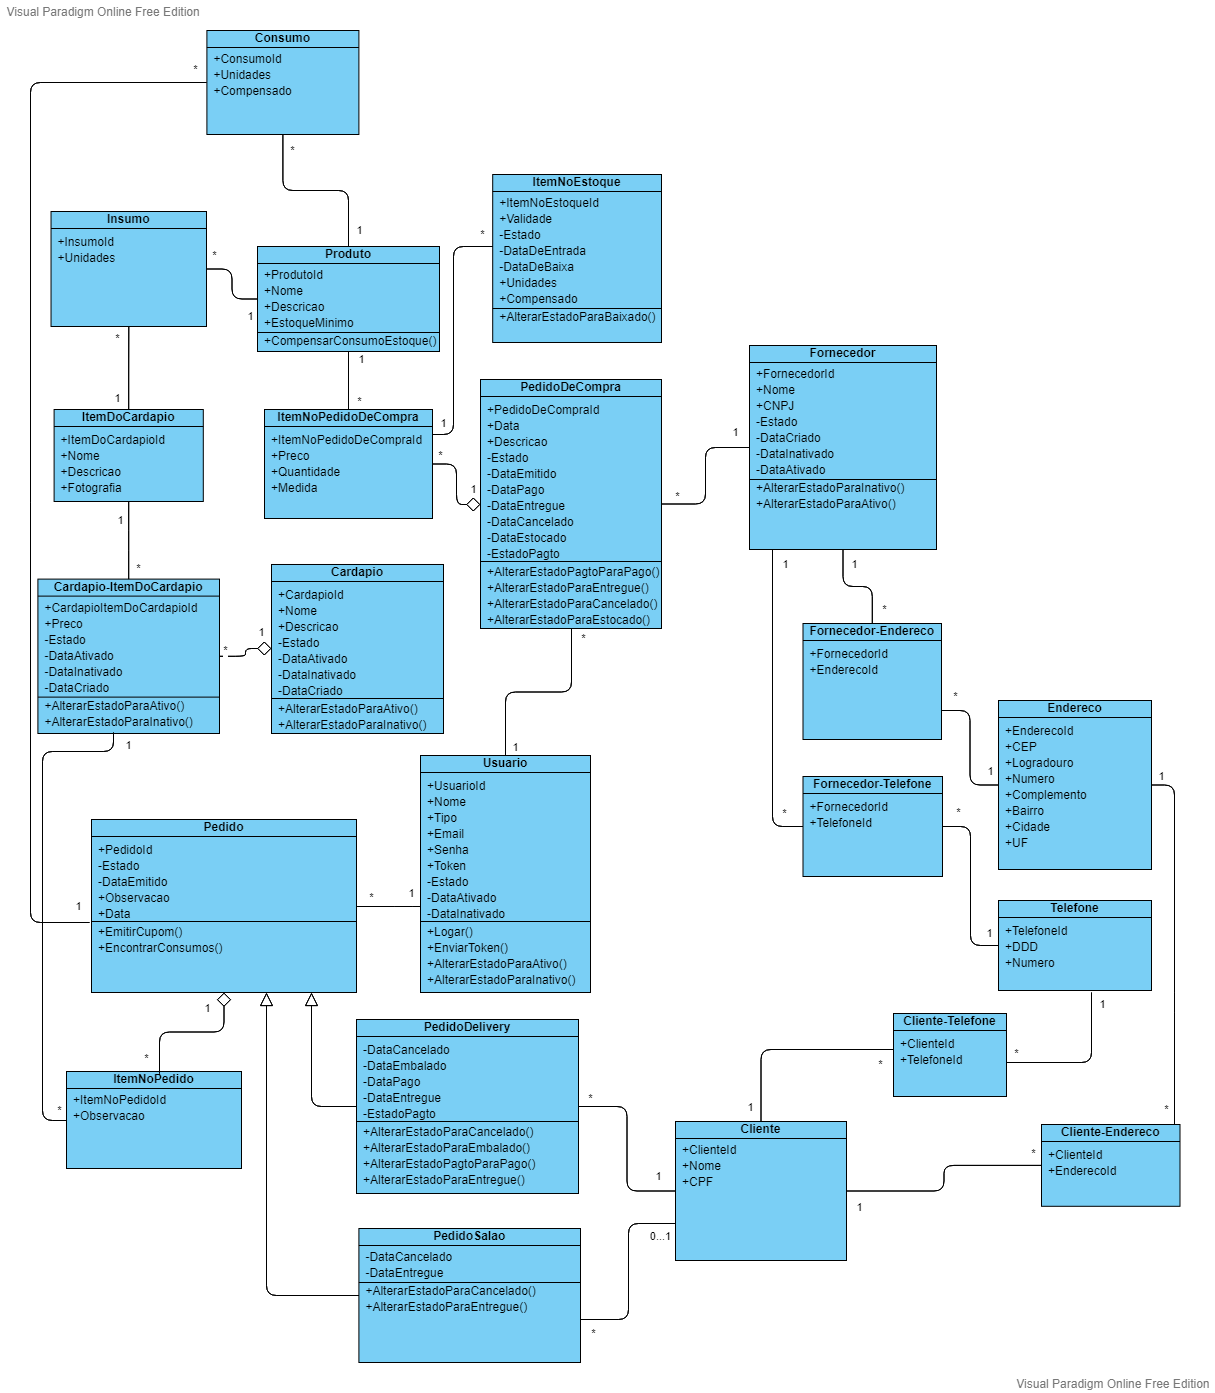 Visual Paradigm Online Free Edition
Consumo
+ConsumoId
+Unidades
+Compensado
*
*
1
ItemNoEstoque
+ItemNoEstoqueId
+Validade
-Estado
-DataDeEntrada
-DataDeBaixa
+Unidades
+Compensado
+AlterarEstadoParaBaixado()
*
Insumo
+InsumoId
+Unidades
*
1
*
1
Produto
+ProdutoId
+Nome
+Descricao
+EstoqueMinimo
+CompensarConsumoEstoque()
1
*
ItemDoCardapio
+ItemDoCardapioId
+Nome
+Descricao
+Fotografia
1
*
ItemNoPedidoDeCompra
+ItemNoPedidoDeCompraId
+Preco
+Quantidade
+Medida
1
*
1
PedidoDeCompra
+PedidoDeCompraId
+Data
+Descricao
-Estado
-DataEmitido
-DataPago
-DataEntregue
-DataCancelado
-DataEstocado
-EstadoPagto
+AlterarEstadoPagtoParaPago()
+AlterarEstadoParaEntregue()
+AlterarEstadoParaCancelado()
+AlterarEstadoParaEstocado()
*
*
1
1
Fornecedor
+FornecedorId
+Nome
+CNPJ
-Estado
-DataCriado
-DataInativado
-DataAtivado
+AlterarEstadoParaInativo()
+AlterarEstadoParaAtivo()
1
1
*
*
Cardapio-ItemDoCardapio
+CardapioItemDoCardapioId
+Preco
-Estado
-DataAtivado
-DataInativado
-DataCriado
+AlterarEstadoParaAtivo()
+AlterarEstadoParaInativo()
1
*
1
Cardapio
+CardapioId
+Nome
+Descricao
-Estado
-DataAtivado
-DataInativado
-DataCriado
+AlterarEstadoParaAtivo()
+AlterarEstadoParaInativo()
Fornecedor-Endereco
+FornecedorId
+EnderecoId
*
1
Endereco
+EnderecoId
+CEP
+Logradouro
+Numero
+Complemento
+Bairro
+Cidade
+UF
1
Fornecedor-Telefone
+FornecedorId
+TelefoneId
*
1
Usuario
+UsuarioId
+Nome
+Tipo
+Email
+Senha
+Token
-Estado
-DataAtivado
-DataInativado
+Logar()
+EnviarToken()
+AlterarEstadoParaAtivo()
+AlterarEstadoParaInativo()
Pedido
+PedidoId
-Estado
-DataEmitido
+Observacao
+Data
+EmitirCupom()
+EncontrarConsumos()
1
*
1
1
*
Telefone
+TelefoneId
+DDD
+Numero
1
ItemNoPedido
+ItemNoPedidoId
+Observacao
*
PedidoDelivery
-DataCancelado
-DataEmbalado
-DataPago
-DataEntregue
-EstadoPagto
+AlterarEstadoParaCancelado()
+AlterarEstadoParaEmbalado()
+AlterarEstadoPagtoParaPago()
+AlterarEstadoParaEntregue()
*
1
Cliente-Telefone
+ClienteId
+TelefoneId
*
*
1
Cliente
+ClienteId
+Nome
+CPF
1
*
Cliente-Endereco
+ClienteId
+EnderecoId
*
PedidoSalao
-DataCancelado
-DataEntregue
+AlterarEstadoParaCancelado()
+AlterarEstadoParaEntregue()
0...1
*
Visual Paradigm Online Free Edition